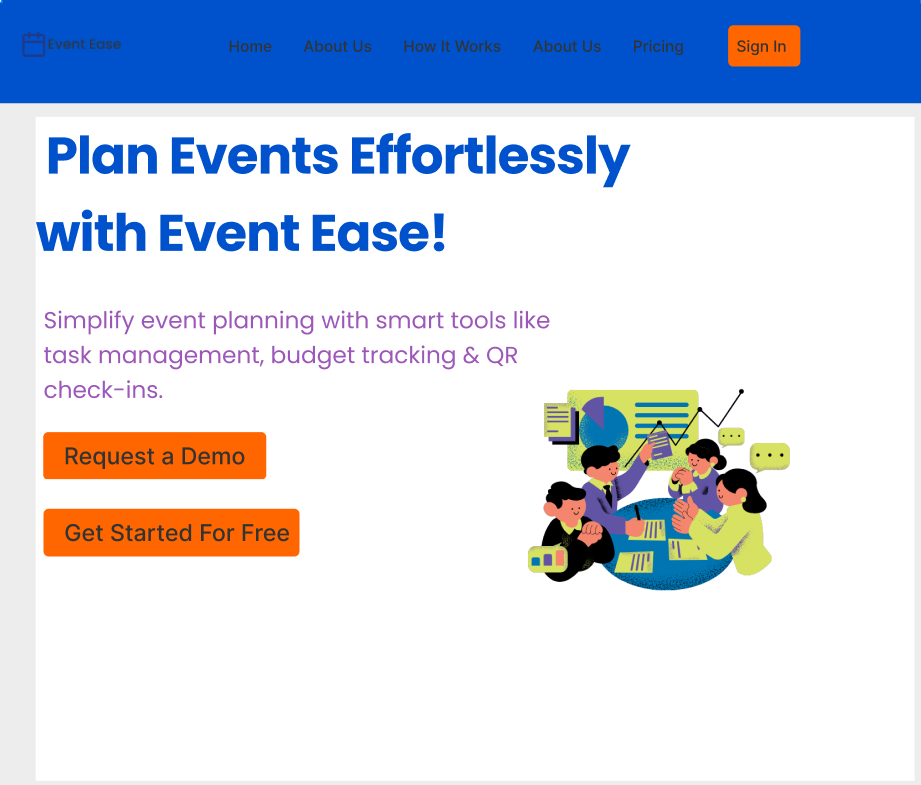 Event Ease
Home About Us How It Works About Us Pricing Sign In
Plan Events Effortlessly
with Event Ease!
Simplify event planning with smart tools like
task management, budget tracking & QR
check-ins.
Request a Demo
Get Started For Free